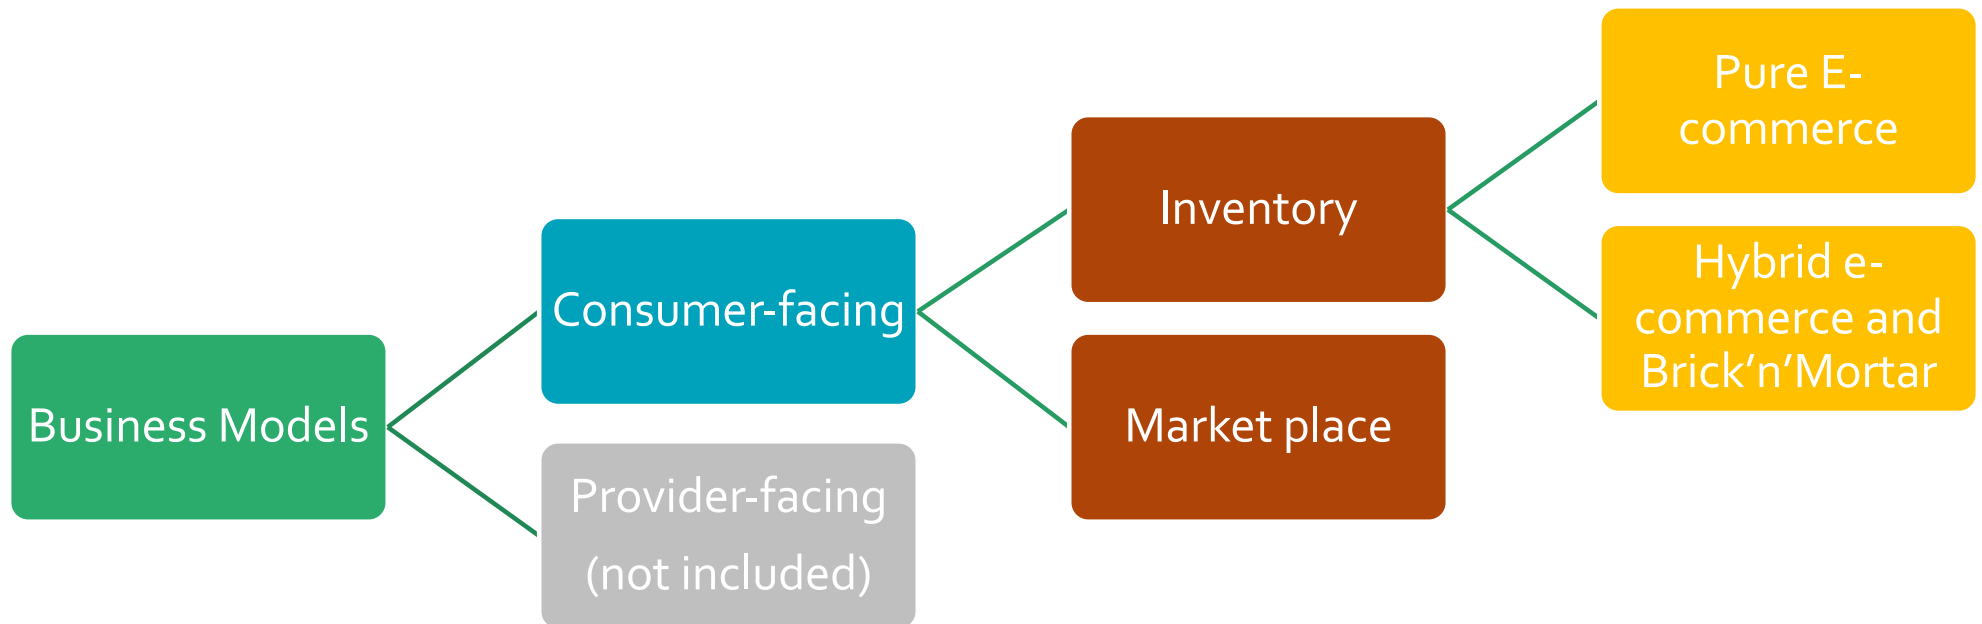 Business Models
Consumer-facing
Provider-facing
(not included)
Inventory
Market place
Pure E-
commerce
Hybrid e-
commerce and
Brick’n’Mortar